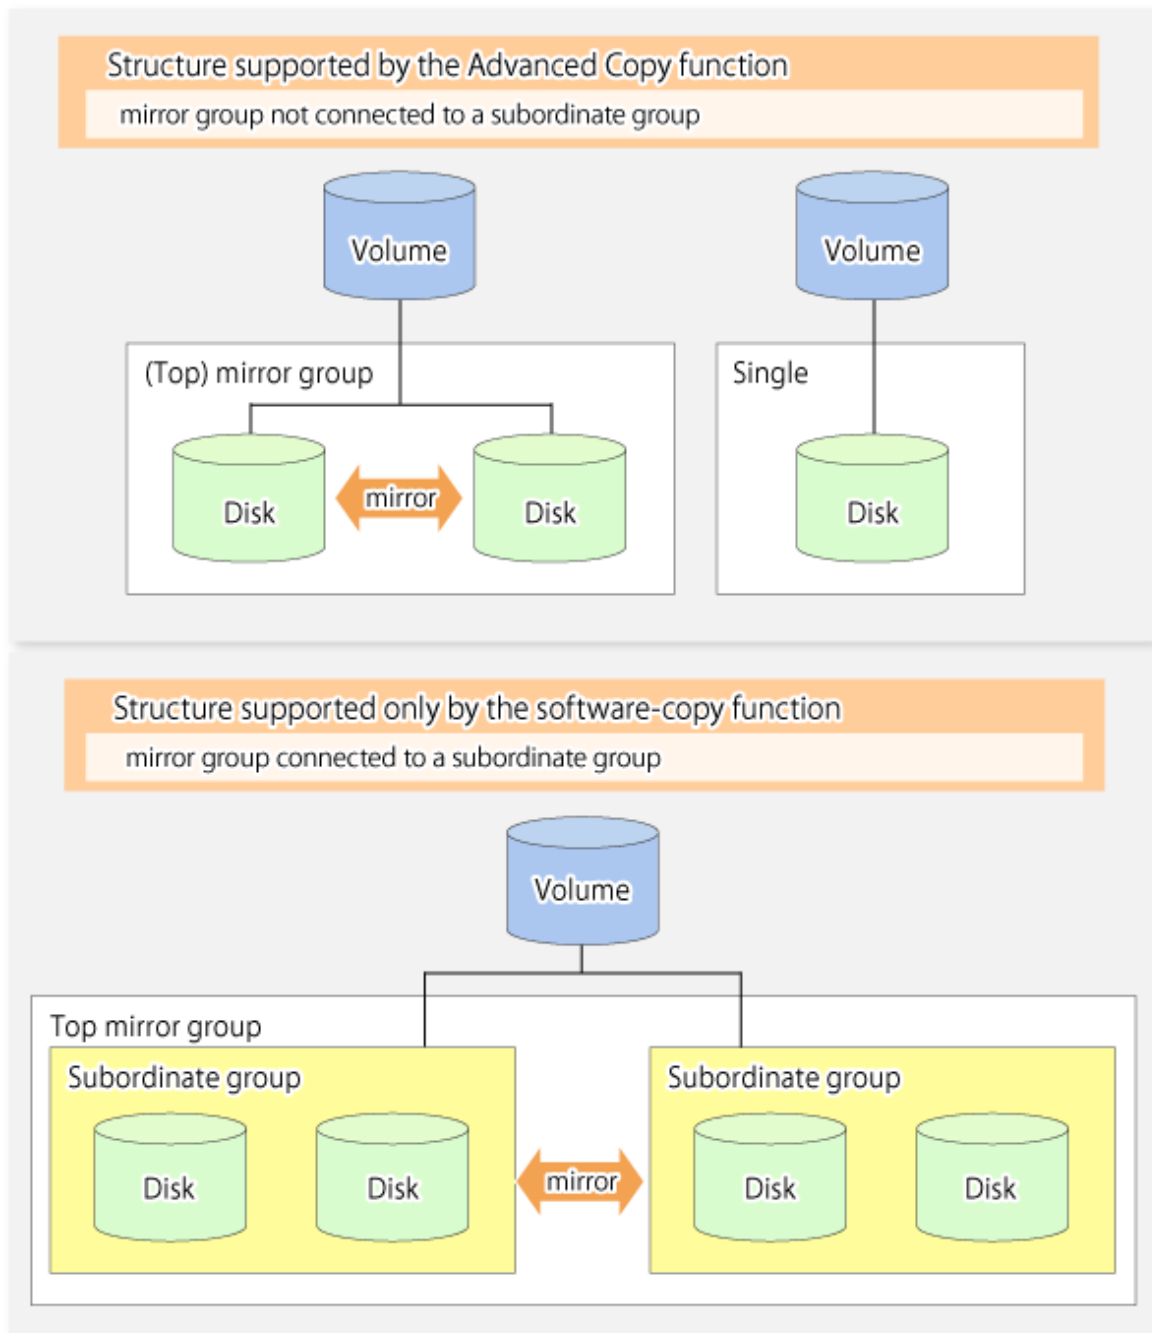 Structure supported by the Advanced Copy function
mirror group not connected to a subordinate group
Volume
Volume
(Top) mirror group
Single
Disk
mirror
Disk
Disk
Structure supported only by the software-copy function
mirror group connected to a subordinate group
Volume
Top mirror group
Subordinate group
Subordinate group
Disk
Disk
mirror
Disk
Disk